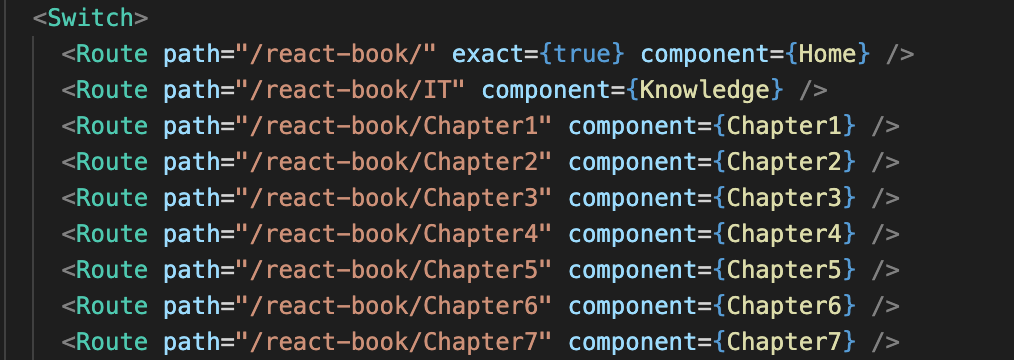 <Switch>
<Route path="/react-book/" exact={true} component={Home} />
<Route path="/react-book/IT" component={Knowledge} />
<Route path="/react-book/Chapter1" component={Chapter1} />
<Route path="/react-book/Chapter2" component={Chapter2} />
<Route path="/react-book/Chapter3" component={Chapter3} />
<Route path="/react-book/Chapter4" component={Chapter4} />
<Route path="/react-book/Chapter5" component={Chapter5} />
<Route path="/react-book/Chapter6" component={Chapter6} />
<Route path="/react-book/Chapter7" component={Chapter7} />